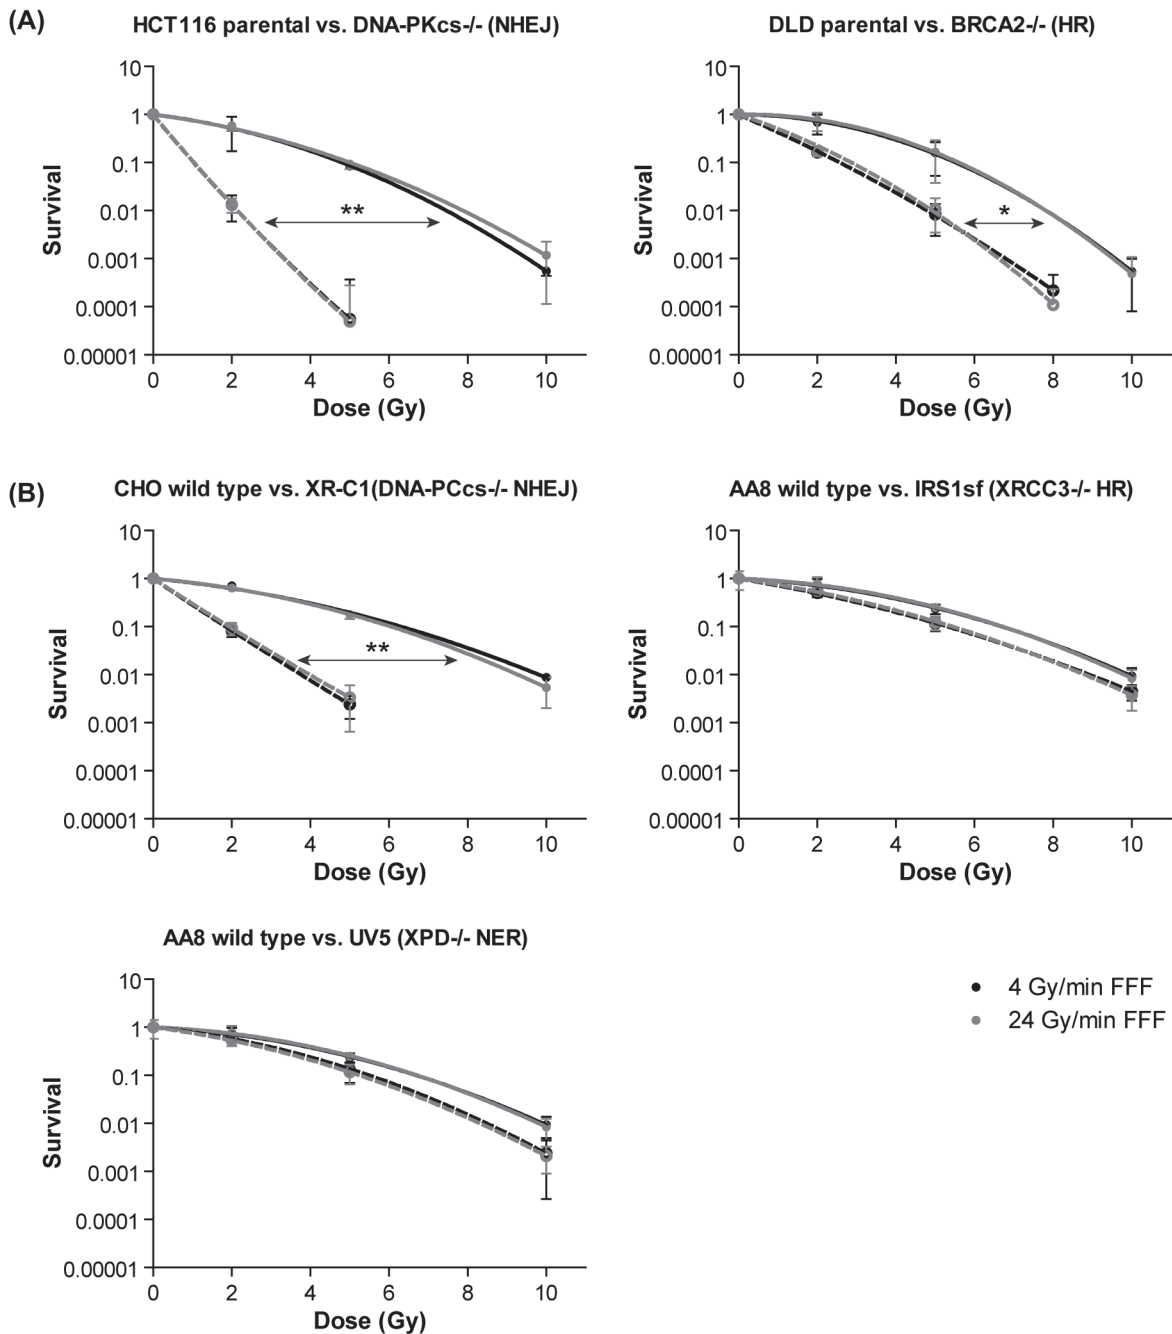 (A)
HCT116 parental vs. DNA-PKcs-/- (NHEJ)
10
1
0.1
0.01
0.001
0.0001
0.00001
Survival
**
0 2 4 6 8 10
Dose (Gy)
DLD parental vs. BRCA2-/- (HR)
10
1
0.1
0.01
0.001
0.0001
0.00001
Survival
*
0 2 4 6 8 10
Dose (Gy)
(B)
CHO wild type vs. XR-C1(DNA-PCcs-/- NHEJ)
10
1
0.1
0.01
0.001
0.0001
0.00001
Survival
**
0 2 4 6 8 10
Dose (Gy)
AA8 wild type vs. IRS1sf (XRCC3-/- HR)
10
1
0.1
0.01
0.001
0.0001
0.00001
Survival
0 2 4 6 8 10
Dose (Gy)
AA8 wild type vs. UV5 (XPD-/- NER)
10
1
0.1
0.01
0.001
0.0001
0.00001
Survival
0 2 4 6 8 10
Dose (Gy)
4 Gy/min FFF
24 Gy/min FFF